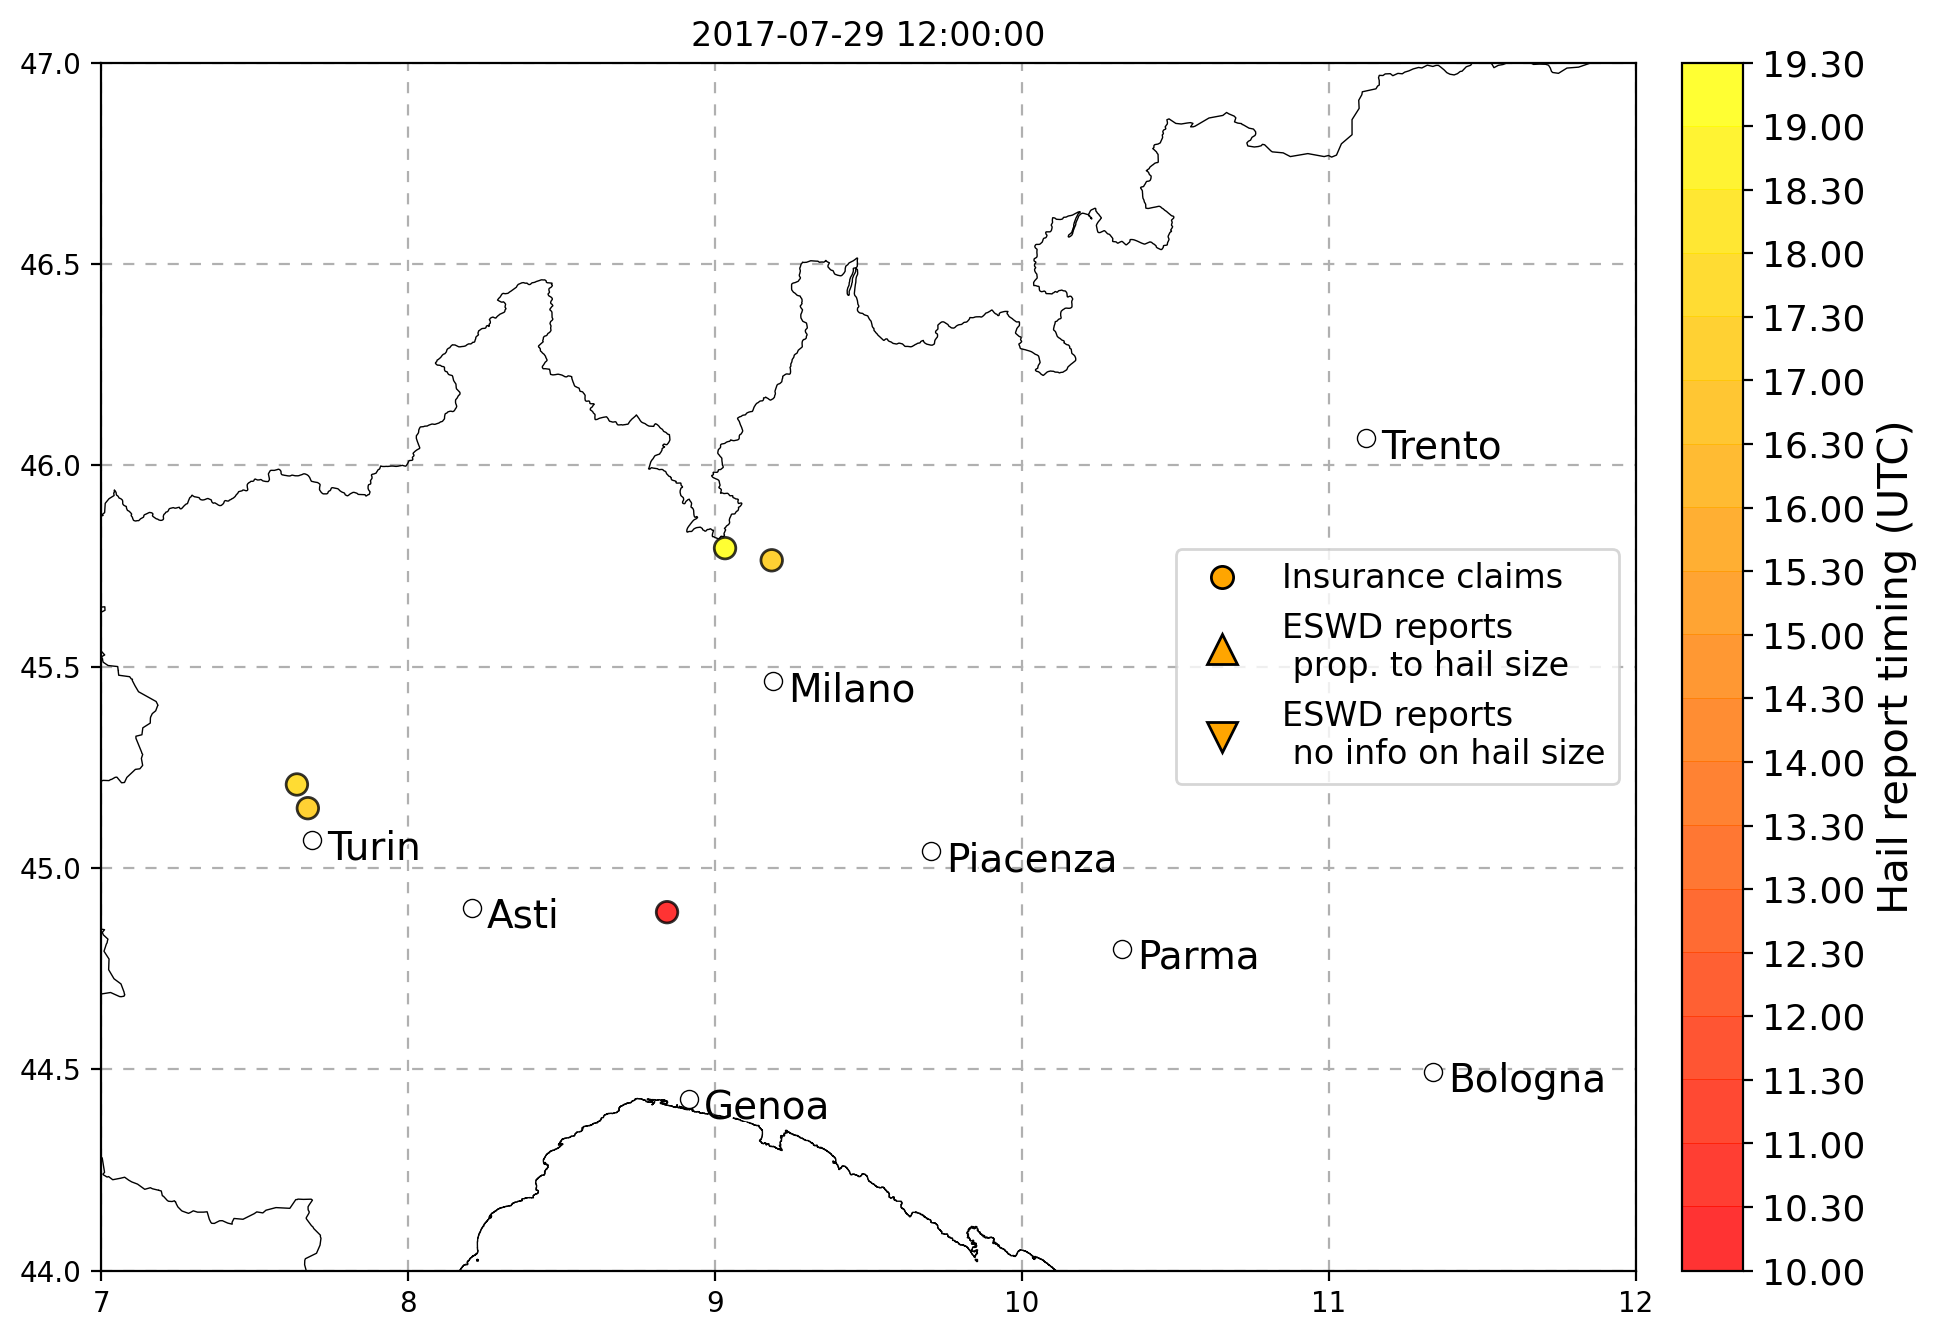 2017-07-29 12:00:00
47.0
46.5
46.0
45.5
45.0
44.5
44.0
7
8
9
10
11
12
Trento
Milano
Turin
Piacenza
Asti
Parma
Bologna
Genoa
Insurance claims
ESWD reports
prop. to hail size
ESWD reports
no info on hail size
19.30
19.00
18.30
18.00
17.30
17.00
16.30
16.00
15.30
15.00
14.30
14.00
13.30
13.00
12.30
12.00
11.30
11.00
10.30
10.00
Hail report timing (UTC)